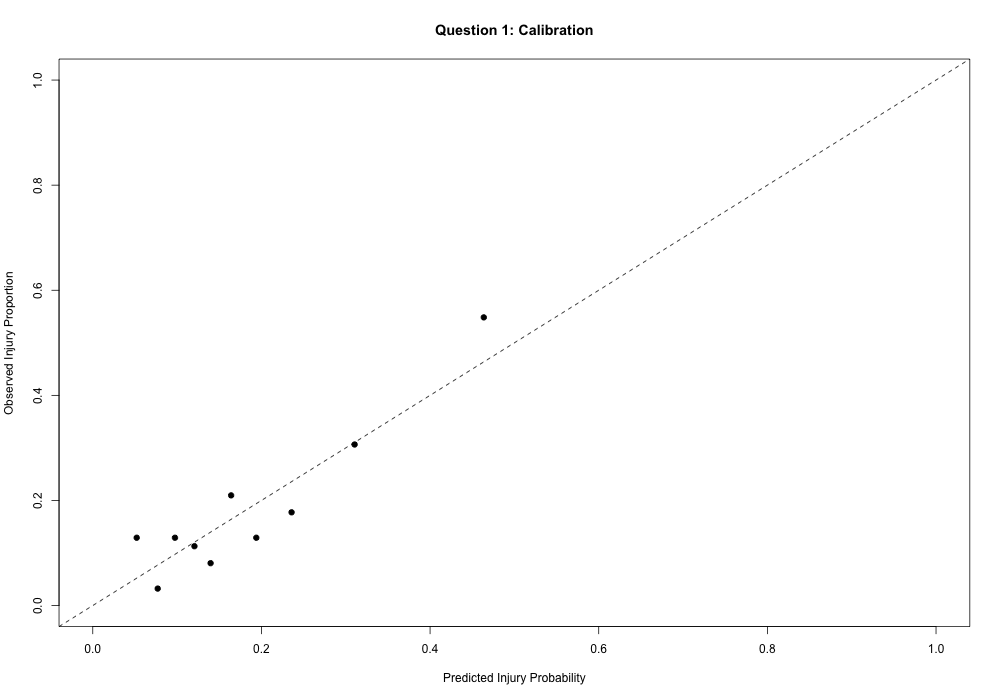 Question 1: Calibration
Observed Injury Proportion
1.0
0.8
0.6
0.4
0.2
0.0
0.0 0.2 0.4 0.6 0.8 1.0
Predicted Injury Probability